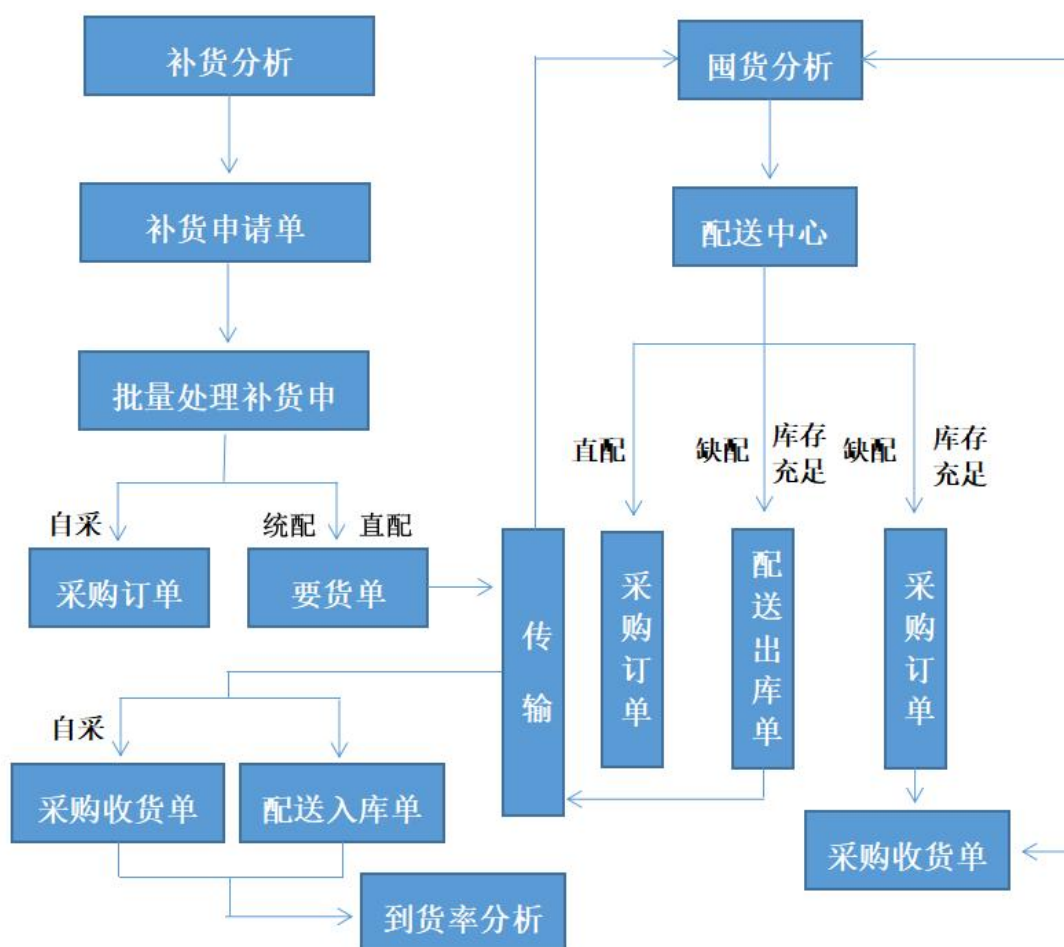 补货分析
补货申请单
批量处理补货申
自采
统配
直配
采购订单
要货单
传输
自采
采购收货单
配送入库单
到货率分析
囤货分析
配送中心
直配
缺配
库存
充足
缺配
库存
充足
采购订单
配送出库单
采购订单
采购收货单